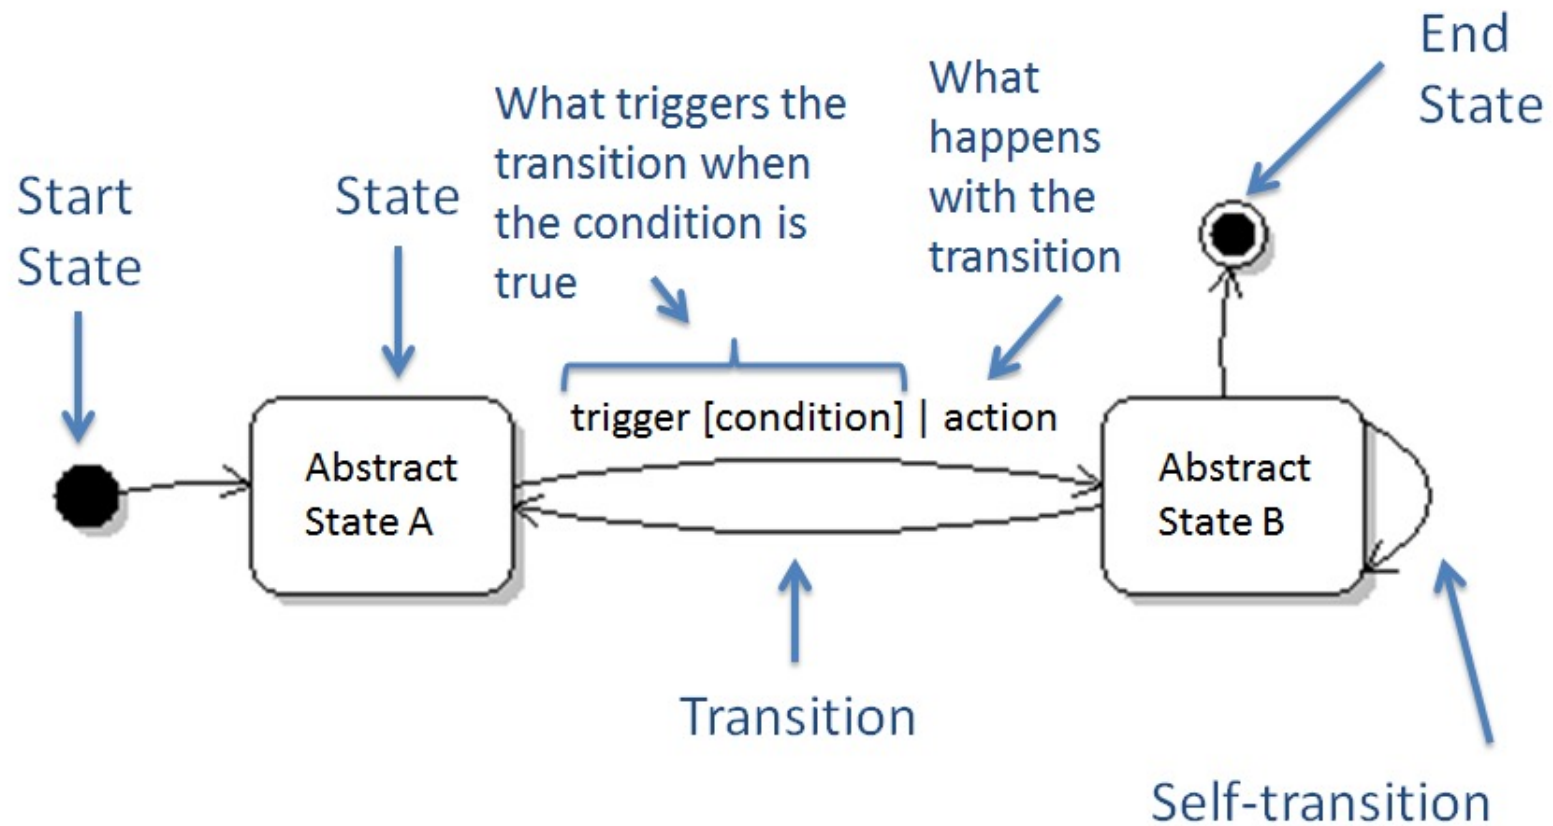 End
State
What
happens
with the
transition
What triggers the
transition when
the condition is
true
Start
State
State
trigger [condition] | action
Abstract
State A
Abstract
State B
Transition
Self-transition